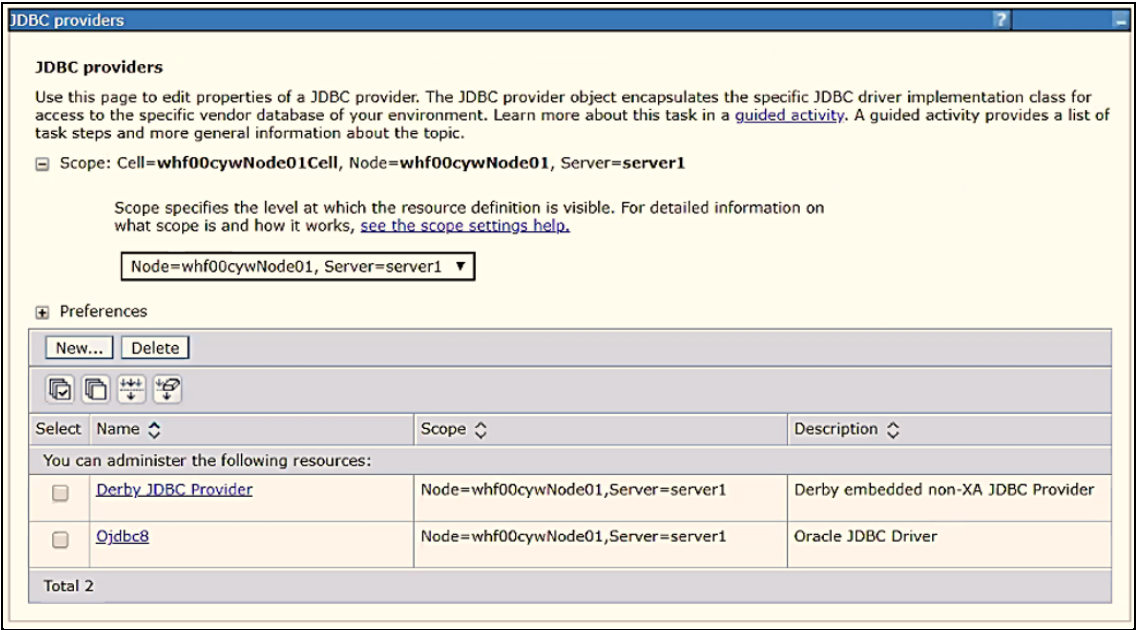 JDBC providers ?
JDBC providers
Use this page to edit properties of a JDBC provider. The JDBC provider object encapsulates the specific JDBC driver implementation class for
access to the specific vendor database of your environment. Learn more about this task in a guided activity. A guided activity provides a list of
task steps and more general information about the topic.
Scope: Cell=whf00cywNode01Cell, Node=whf00cywNode01, Server=server1
Scope specifies the level at which the resource definition is visible. For detailed information on
what scope is and how it works, see the scope settings help.
Node=whf00cywNode01, Server=server1
Preferences
New... Delete
Select Name Scope Description
You can administer the following resources:
Derby JDBC Provider Node=whf00cywNode01,Server=server1 Derby embedded non-XA JDBC Provider
Ojdbc8 Node=whf00cywNode01,Server=server1 Oracle JDBC Driver
Total 2